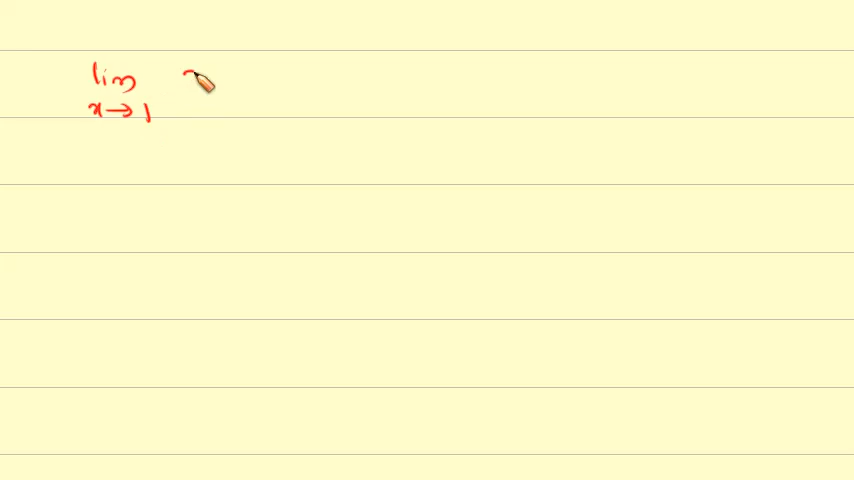 lim
x → 1